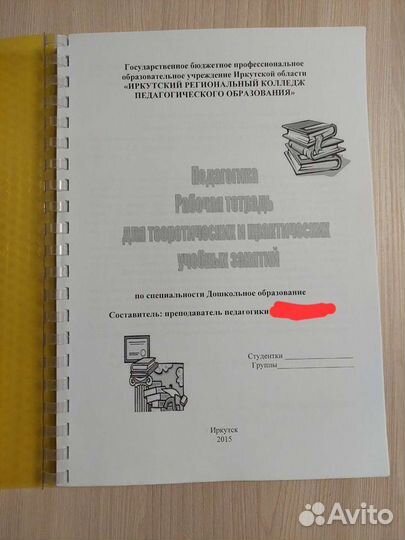 Государственное бюджетное профессиональное
образовательное учреждение Иркутской области
«ИРКУТСКИЙ РЕГИОНАЛЬНЫЙ КОЛЛЕДЖ
ПЕДАГОГИЧЕСКОГО ОБРАЗОВАНИЯ»
Педагогика
Рабочая тетрадь
для теоретических и практических
учебных занятий
по специальности Дошкольное образование
Составитель: преподаватель педагогики
Студентки
Группы
Иркутск
2015
Avito